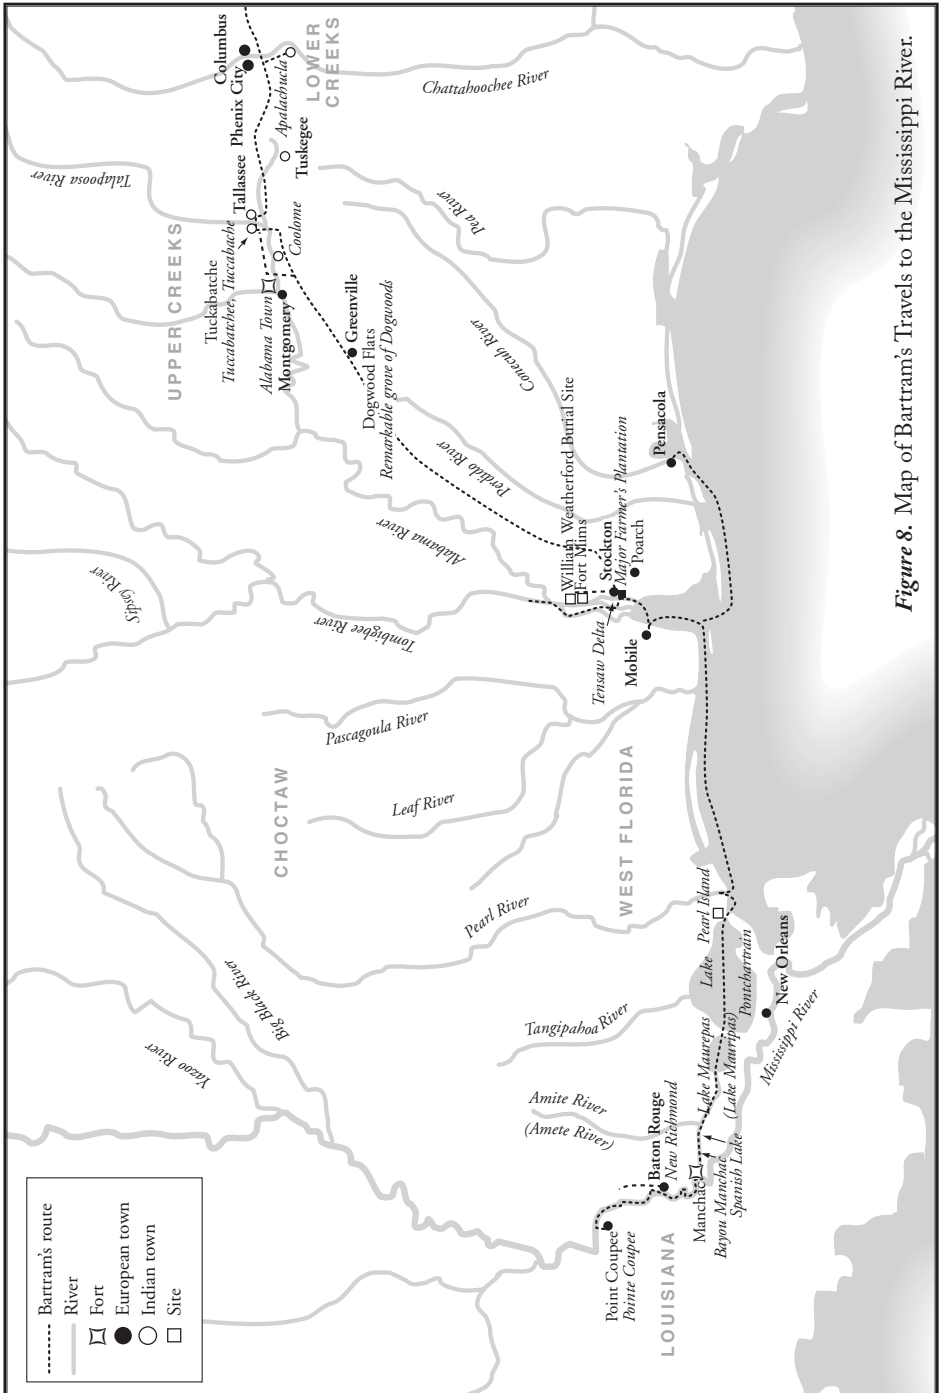 Bartram's route
River
Fort
European town
Indian town
Site
Yazoo River
Big Black River
CHOCTAW
Sipsey River
Tombigbee River
Alabama River
Pascagoula River
Leaf River
Pearl River
Tangipahoa River
Amite River
(Amete River)
WEST FLORIDA
LOUISIANA
Point Coupee
Pointe Coupee
Baton Rouge
New Richmond
Manchac
Bayou Manchac
Spanish Lake
Lake Maurepas
(Lake Mauripas)
Lake
Pontchartrain
Pearl Island
New Orleans
Mississippi River
Mobile
Tensaw Delta
William Weatherford Burial Site
Fort Mims
Stockton
Major Farmer's Plantation
Poarch
Pensacola
Perdido River
Conecuh River
Pea River
Chattahoochee River
Talapoosa River
UPPER CREEKS
LOWER
CREEKS
Tuckabatche
Tuccabatchee, Tuccabache
Alabama Town
Montgomery
Greenville
Dogwood Flats
Remarkable grove of Dogwoods
Coolome
Tallassee
Tuskegee
Apalachucla
Phenix City
Columbus
Figure 8. Map of Bartram's Travels to the Mississippi River.